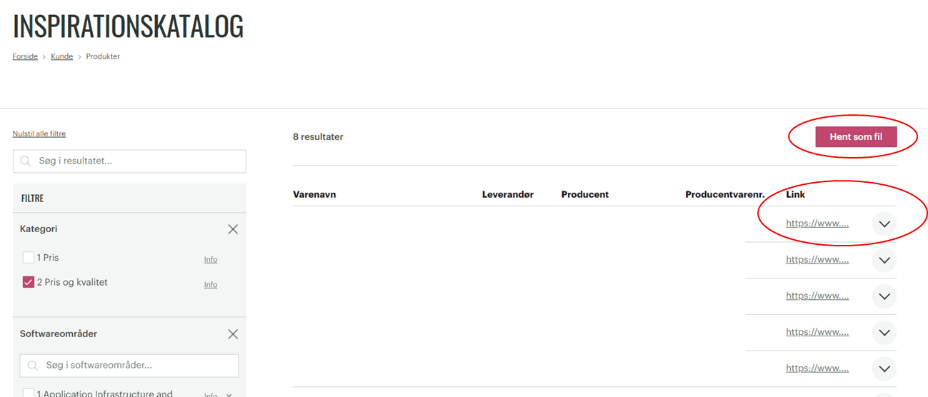 INSPIRATIONSKATALOG
Forside > Kunde > Produkter
Nulstil alle filtre
Søg i resultatet...
FILTRE
Kategori
1 Pris Info
2 Pris og kvalitet Info
Softwareområder
Søg i softwareområder...
1 Application Infrastructure and Info
8 resultater
Hent som fil
Varenavn Leverandør Producent Producentvarenr. Link
https://www....
https://www....
https://www....
https://www....
https://www....